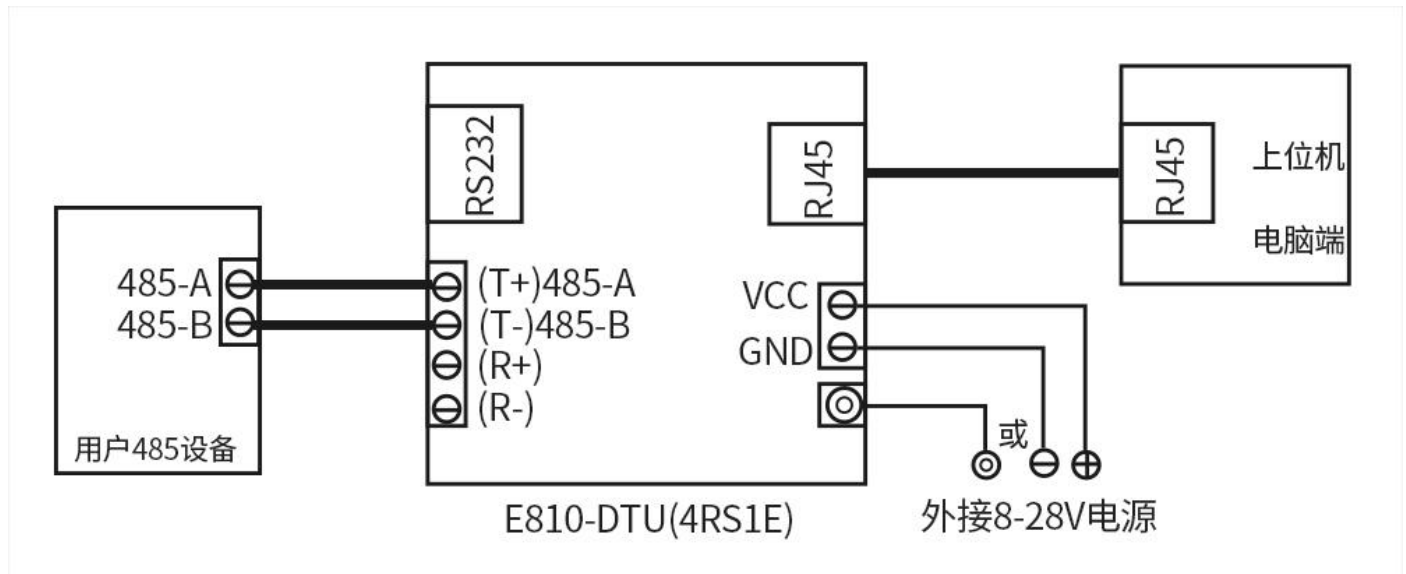 485-A
485-B
用户485设备
RS232
(T+)485-A
(T-)485-B
(R+)
(R-)
RJ45
VCC
GND
E810-DTU(4RS1E)
RJ45
上位机
电脑端
或
外接8-28V电源